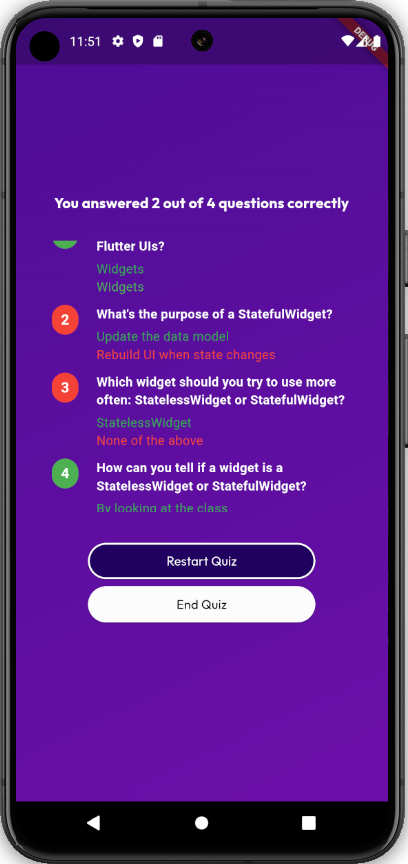 11:51
DEBUG
You answered 2 out of 4 questions correctly
Flutter UIs?
Widgets
Widgets
2
What's the purpose of a StatefulWidget?
Update the data model
Rebuild UI when state changes
3
Which widget should you try to use more
often: StatelessWidget or StatefulWidget?
StatelessWidget
None of the above
4
How can you tell if a widget is a
StatelessWidget or StatefulWidget?
By looking at the class
Restart Quiz
End Quiz